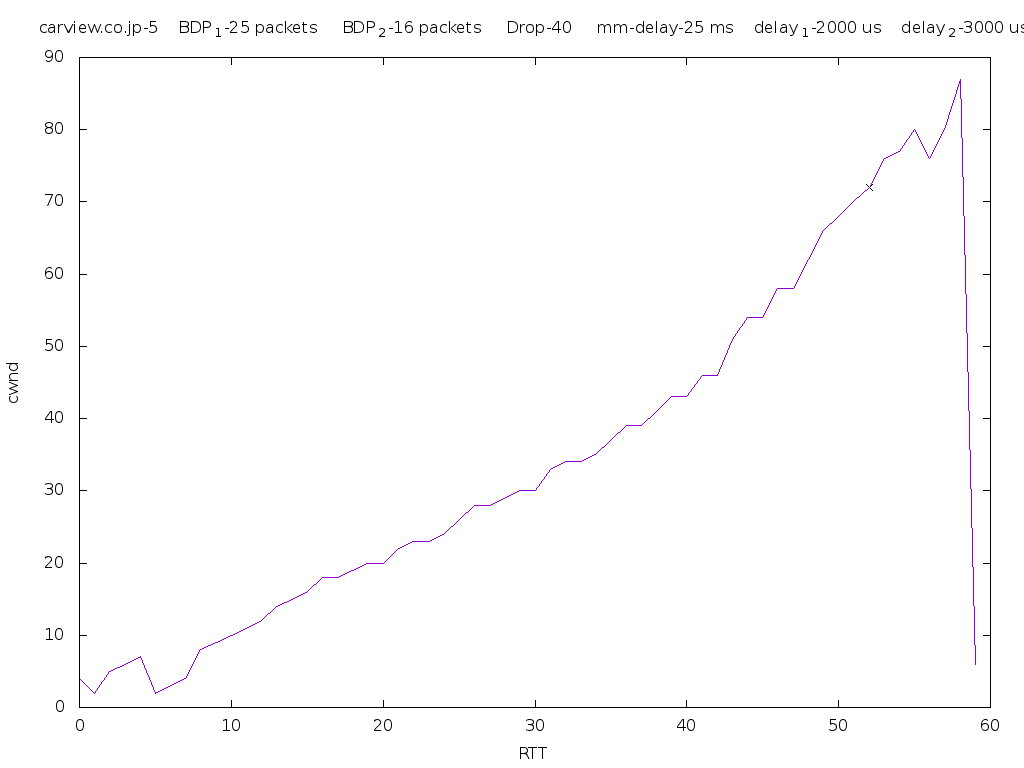 carview.co.jp-5 BDP1-25 packets BDP2-16 packets Drop-40 mm-delay-25 ms delay1-2000 us delay2-3000 us
90
80
70
60
50
40
30
20
10
0
cwnd
0 10 20 30 40 50 60
RTT